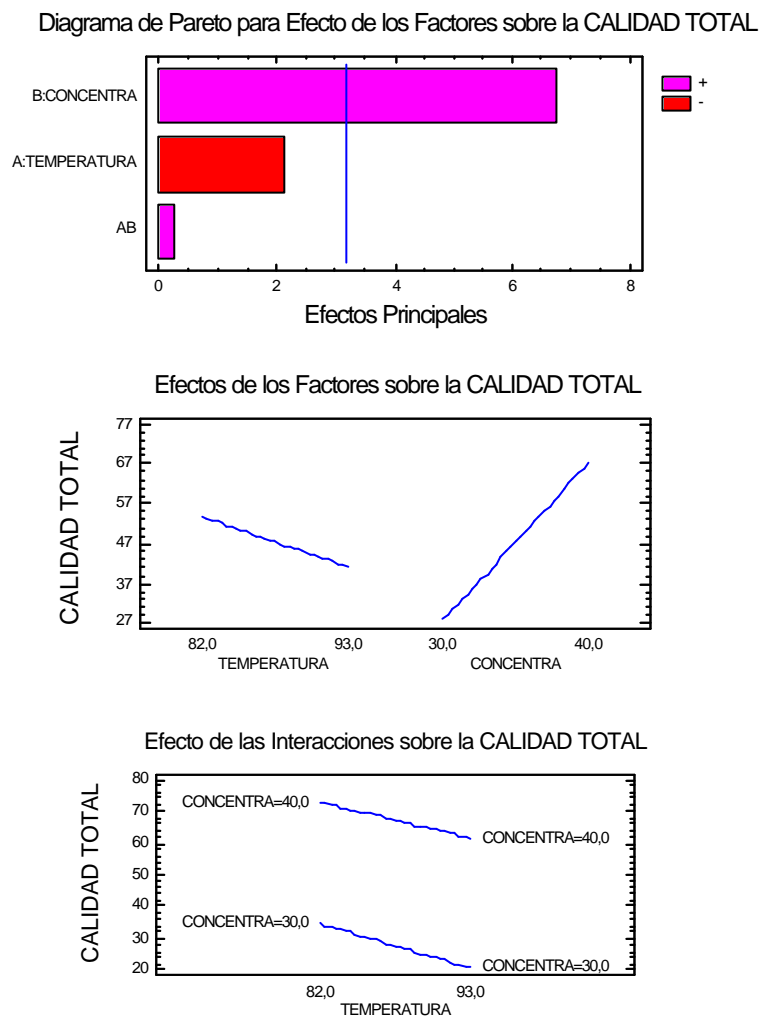 Diagrama de Pareto para Efecto de los Factores sobre la CALIDAD TOTAL
B:CONCENTRA
A:TEMPERATURA
AB
+
-
0 2 4 6 8
Efectos Principales
Efectos de los Factores sobre la CALIDAD TOTAL
CALIDAD TOTAL
77
67
57
47
37
27
82,0 93,0 30,0 40,0
TEMPERATURA CONCENTRA
Efecto de las Interacciones sobre la CALIDAD TOTAL
CALIDAD TOTAL
80
70
60
50
40
30
20
CONCENTRA=40,0
CONCENTRA=40,0
CONCENTRA=30,0
CONCENTRA=30,0
82,0 93,0
TEMPERATURA